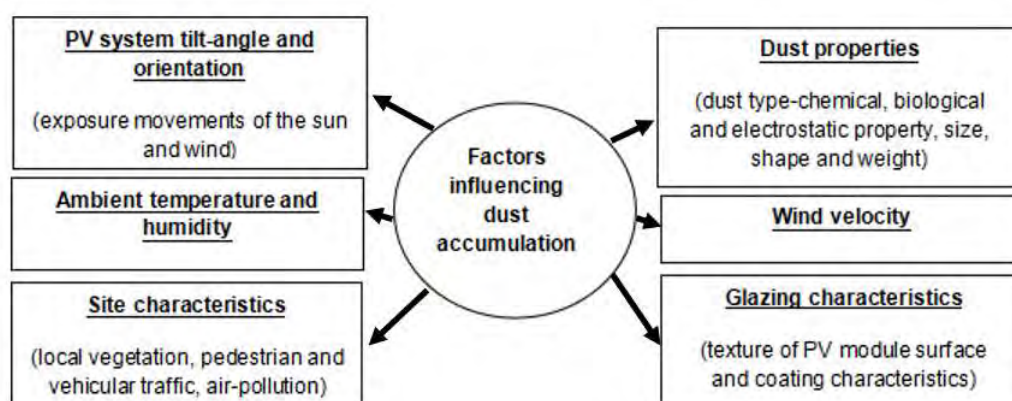 PV system tilt-angle and
orientation
(exposure movements of the sun
and wind)
Ambient temperature and
humidity
Site characteristics
(local vegetation, pedestrian and
vehicular traffic, air-pollution)
Factors
influencing
dust
accumulation
Dust properties
(dust type-chemical, biological
and electrostatic property, size,
shape and weight)
Wind velocity
Glazing characteristics
(texture of PV module surface
and coating characteristics)